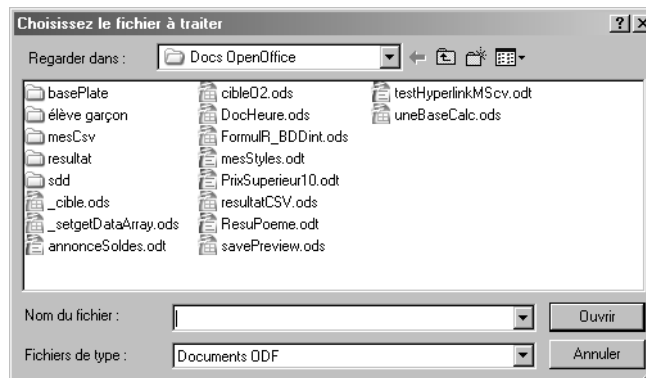 Choisissez le fichier à traiter
Regarder dans :
Docs OpenOffice
basePlate
élève garçon
mesCsv
resultat
sdd
_cible.ods
_setgetDataArray.ods
annonceSoldes.odt
cible02.ods
DocHeure.ods
FormulR_BDDint.ods
mesStyles.odt
PrixSuperieur10.odt
resultatCSV.ods
ResuPoeme.odt
savePreview.ods
testHyperlinkMScv.odt
uneBaseCalc.ods
Nom du fichier :
Ouvrir
Fichiers de type :
Documents ODF
Annuler